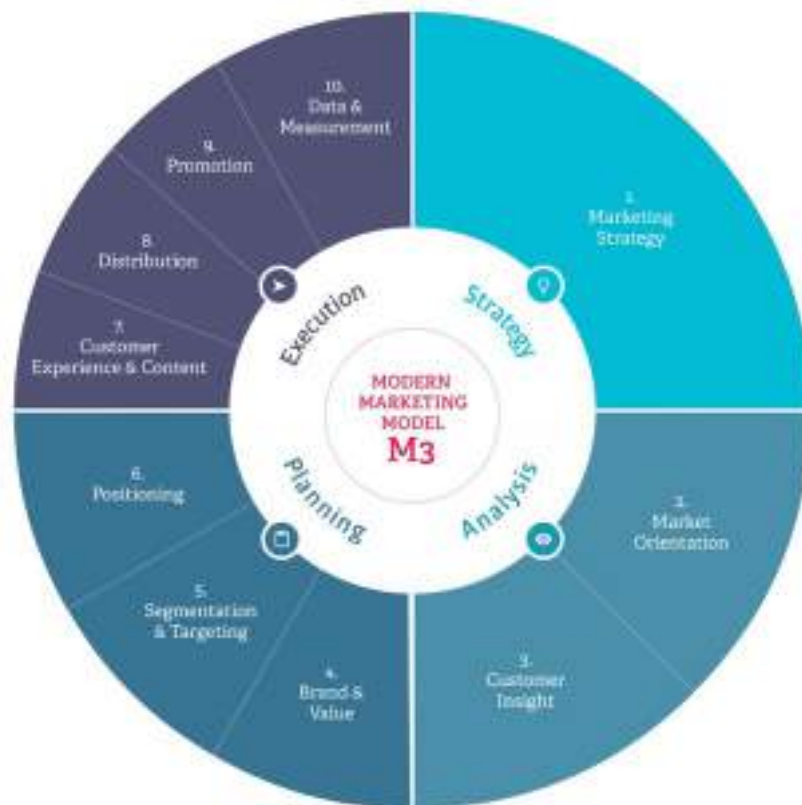 MODERN
MARKETING
MODEL
M3
Strategy
1.
Marketing
Strategy
Analysis
2.
Market
Orientation
3.
Customer
Insight
Planning
4.
Brand &
Value
5.
Segmentation
& Targeting
6.
Positioning
Execution
7.
Customer
Experience & Content
8.
Distribution
9.
Promotion
10.
Data &
Measurement